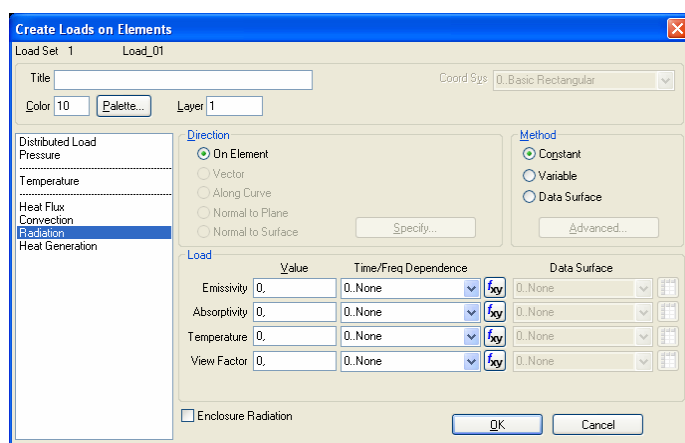 Create Loads on Elements
Load Set 1 Load_01
Title Coord Sys 0..Basic Rectangular
Color 10 Palette... Layer 1
Distributed Load
Pressure
Temperature
Heat Flux
Convection
Radiation
Heat Generation
Direction
On Element
Vector
Along Curve
Normal to Plane
Normal to Surface
Specify...
Method
Constant
Variable
Data Surface
Advanced...
Load
Value Time/Freq Dependence Data Surface
Emissivity 0, 0..None fxy 0..None
Absorptivity 0, 0..None fxy 0..None
Temperature 0, 0..None fxy 0..None
View Factor 0, 0..None fxy 0..None
Enclosure Radiation
OK Cancel